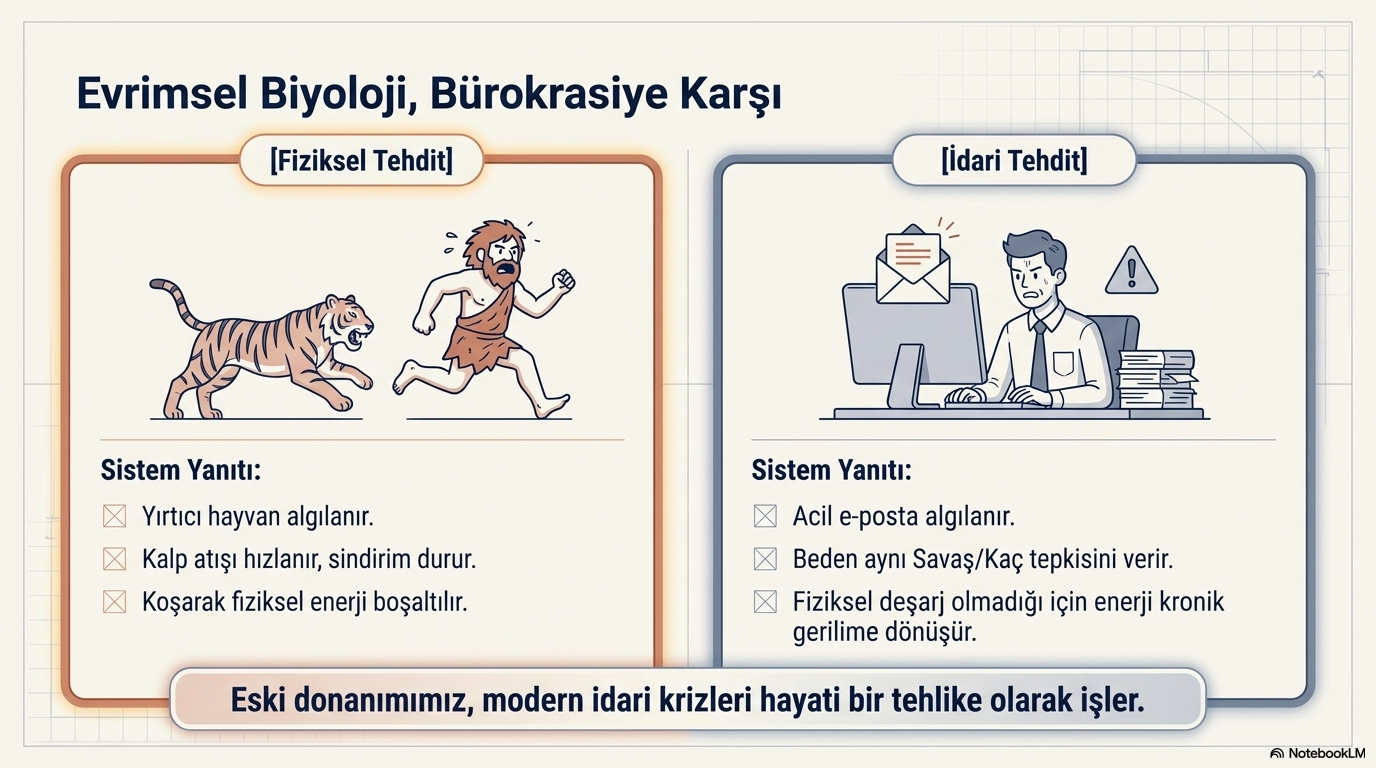 Evrimsel Biyoloji, Bürokrasiye Karşı
[Fiziksel Tehdit]
Sistem Yanıtı:
Yırtıcı hayvan algılanır.
Kalp atışı hızlanır, sindirim durur.
Koşarak fiziksel enerji boşaltılır.
[İdari Tehdit]
Sistem Yanıtı:
Acil e-posta algılanır.
Beden aynı Savaş/Kaç tepkisini verir.
Fiziksel deşarj olmadığı için enerji kronik
gerilime dönüşür.
Eski donanımımız, modern idari krizleri hayati bir tehlike olarak işler.
NotebookLM